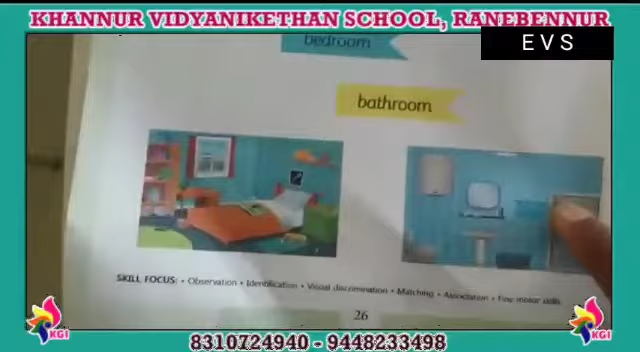 KHANNUR VIDYANIKETHAN SCHOOL, RANEBENNUR
EVS
bedroom
bathroom
SKILL FOCUS: • Observation • Identification • Visual discrimination • Matching • Association • Fine motor skills
26
KGI
KGI
8310724940 - 9448233498